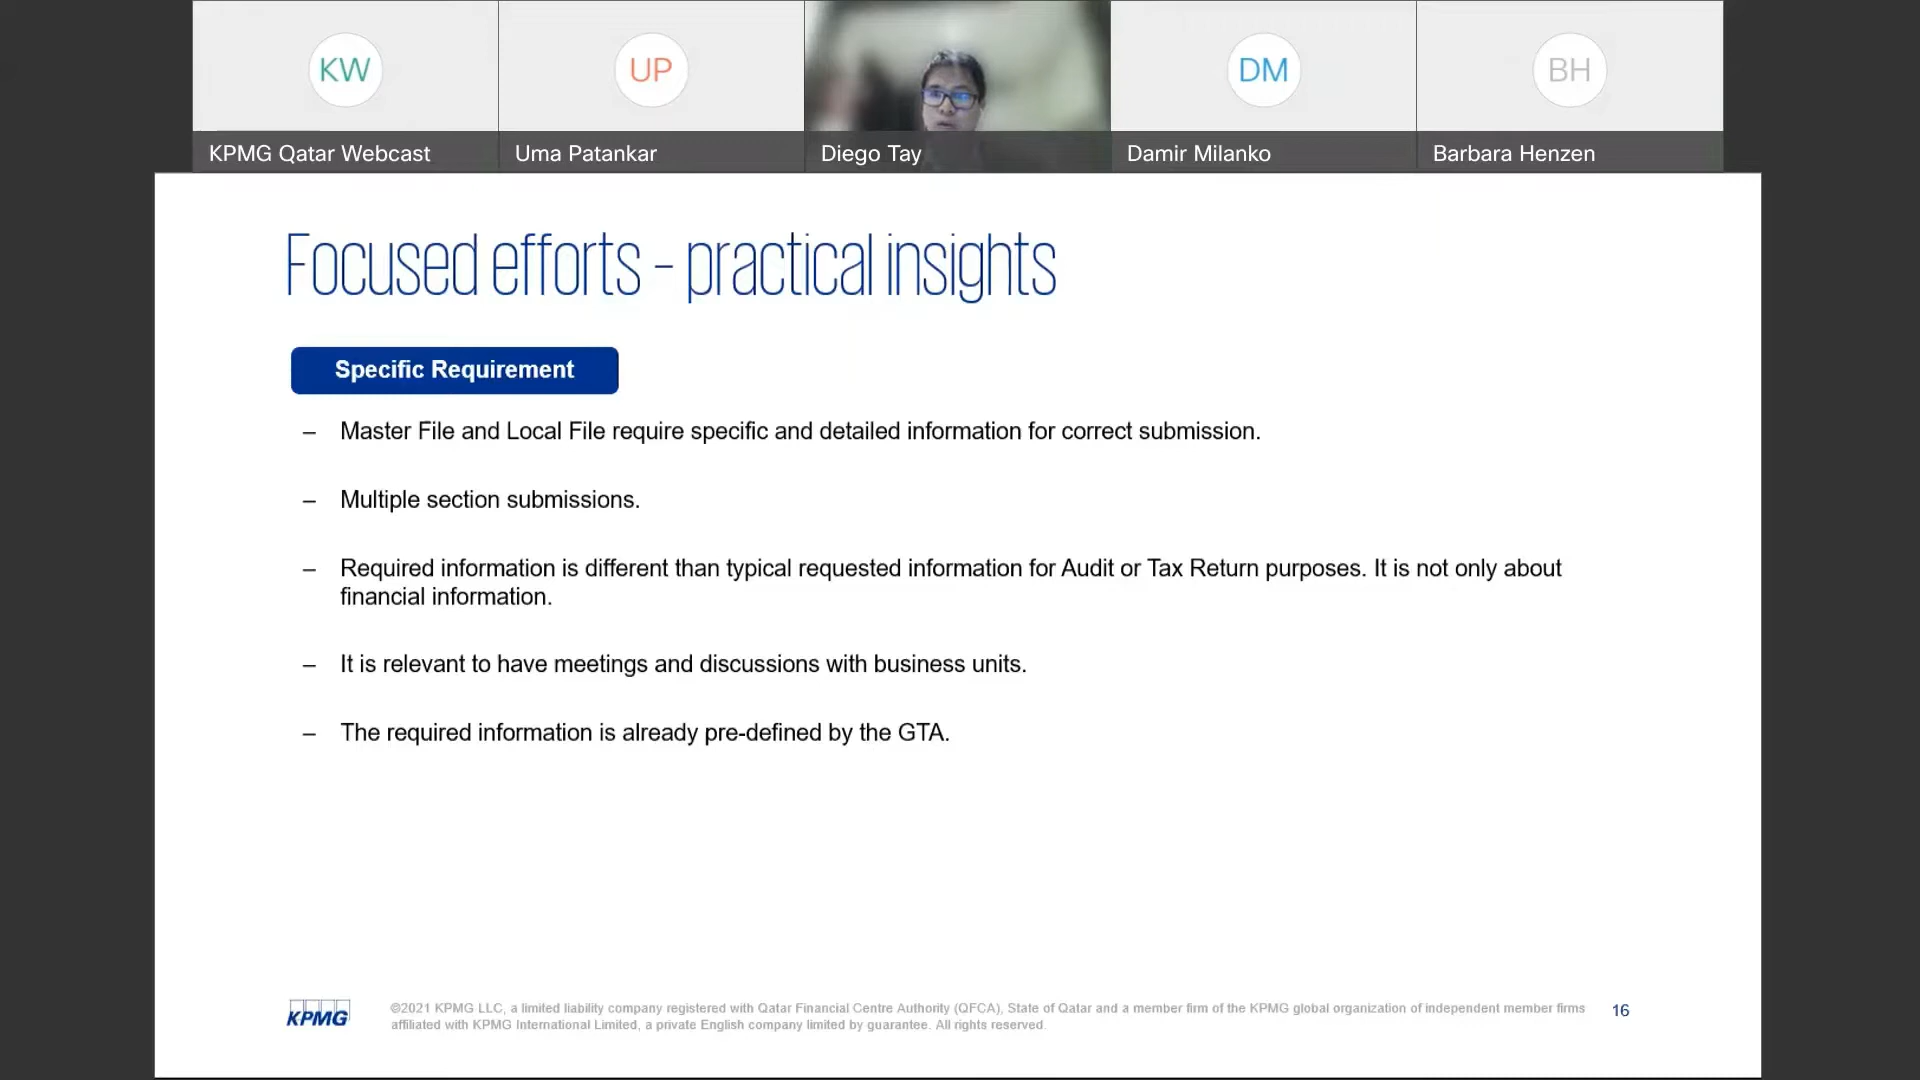 KW
UP
DM
BH
KPMG Qatar Webcast
Uma Patankar
Diego Tay
Damir Milanko
Barbara Henzen
Focused efforts – practical insights
Specific Requirement
– Master File and Local File require specific and detailed information for correct submission.
– Multiple section submissions.
– Required information is different than typical requested information for Audit or Tax Return purposes. It is not only about
financial information.
– It is relevant to have meetings and discussions with business units.
– The required information is already pre-defined by the GTA.
KPMG
©2021 KPMG LLC, a limited liability company registered with Qatar Financial Centre Authority (QFCA), State of Qatar and a member firm of the KPMG global organization of independent member firms
affiliated with KPMG International Limited, a private English company limited by guarantee. All rights reserved.
16